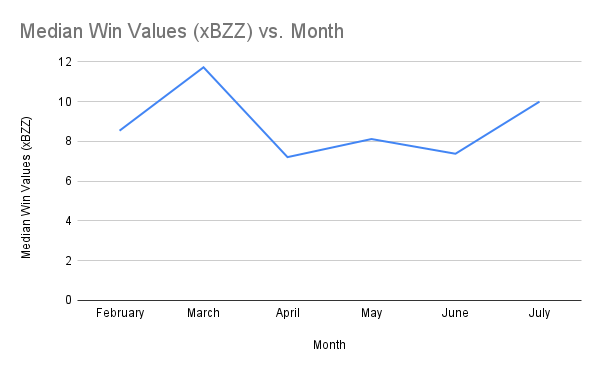 Median Win Values (xBZZ) vs. Month
Median Win Values (xBZZ)
12
10
8
6
4
2
0
February March April May June July
Month